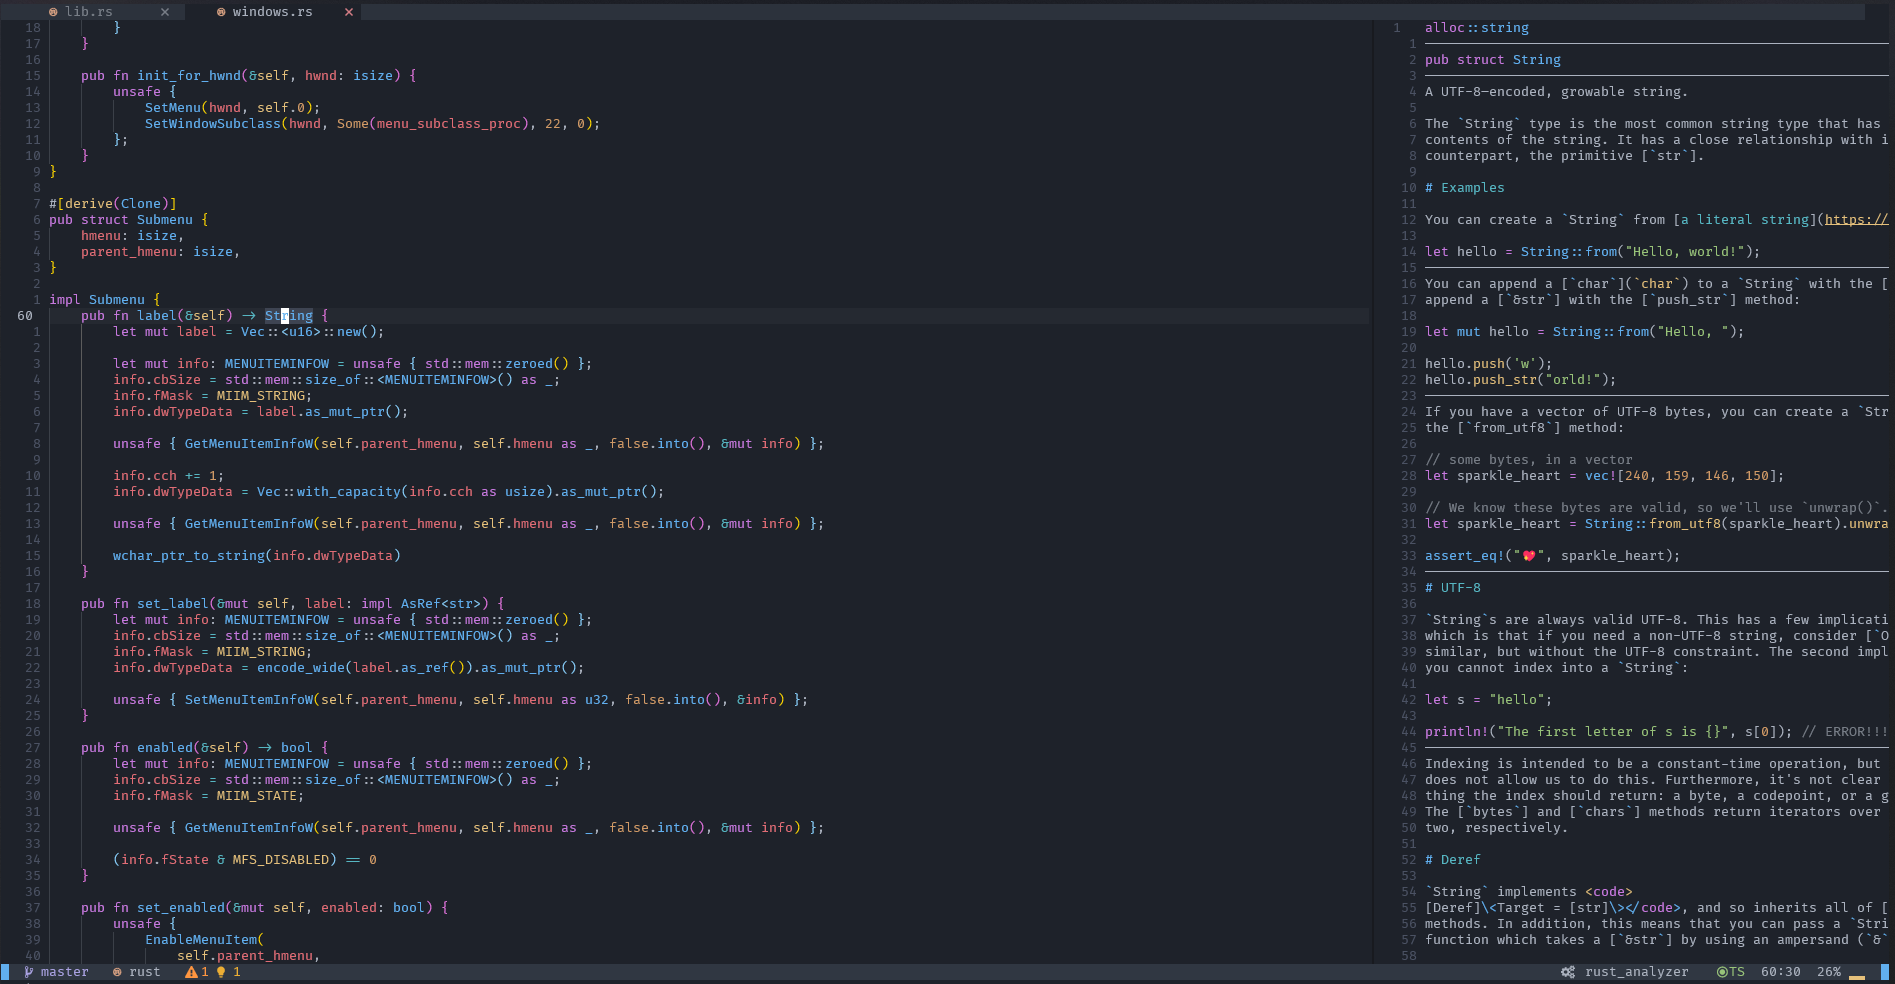 lib.rs ✕ windows.rs ✕
18 }
17 }
16
15 pub fn init_for_hwnd(&self, hwnd: isize) {
14 unsafe {
13 SetMenu(hwnd, self.0);
12 SetWindowSubclass(hwnd, Some(menu_subclass_proc), 22, 0);
11 };
10 }
9 }
8
7 #[derive(Clone)]
6 pub struct Submenu {
5 hmenu: isize,
4 parent_hmenu: isize,
3 }
2
1 impl Submenu {
60 pub fn label(&self) -> String {
1 let mut label = Vec::<u16>::new();
2
3 let mut info: MENUITEMINFOW = unsafe { std::mem::zeroed() };
4 info.cbSize = std::mem::size_of::<MENUITEMINFOW>() as _;
5 info.fMask = MIIM_STRING;
6 info.dwTypeData = label.as_mut_ptr();
7
8 unsafe { GetMenuItemInfoW(self.parent_hmenu, self.hmenu as _, false.into(), &mut info) };
9
10 info.cch += 1;
11 info.dwTypeData = Vec::with_capacity(info.cch as usize).as_mut_ptr();
12
13 unsafe { GetMenuItemInfoW(self.parent_hmenu, self.hmenu as _, false.into(), &mut info) };
14
15 wchar_ptr_to_string(info.dwTypeData)
16 }
17
18 pub fn set_label(&mut self, label: impl AsRef<str>) {
19 let mut info: MENUITEMINFOW = unsafe { std::mem::zeroed() };
20 info.cbSize = std::mem::size_of::<MENUITEMINFOW>() as _;
21 info.fMask = MIIM_STRING;
22 info.dwTypeData = encode_wide(label.as_ref()).as_mut_ptr();
23
24 unsafe { SetMenuItemInfoW(self.parent_hmenu, self.hmenu as u32, false.into(), &info) };
25 }
26
27 pub fn enabled(&self) -> bool {
28 let mut info: MENUITEMINFOW = unsafe { std::mem::zeroed() };
29 info.cbSize = std::mem::size_of::<MENUITEMINFOW>() as _;
30 info.fMask = MIIM_STATE;
31
32 unsafe { GetMenuItemInfoW(self.parent_hmenu, self.hmenu as _, false.into(), &mut info) };
33
34 (info.fState & MFS_DISABLED) == 0
35 }
36
37 pub fn set_enabled(&mut self, enabled: bool) {
38 unsafe {
39 EnableMenuItem(
40 self.parent_hmenu,
1 alloc::string
1
2 pub struct String
3
4 A UTF-8–encoded, growable string.
5
6 The `String` type is the most common string type that has
7 contents of the string. It has a close relationship with i
8 counterpart, the primitive [`str`].
9
10 # Examples
11
12 You can create a `String` from [a literal string](https://
13
14 let hello = String::from("Hello, world!");
15
16 You can append a [`char`](`char`) to a `String` with the [
17 append a [`&str`] with the [`push_str`] method:
18
19 let mut hello = String::from("Hello, ");
20
21 hello.push('w');
22 hello.push_str("orld!");
23
24 If you have a vector of UTF-8 bytes, you can create a `Str
25 the [`from_utf8`] method:
26
27 // some bytes, in a vector
28 let sparkle_heart = vec![240, 159, 146, 150];
29
30 // We know these bytes are valid, so we'll use `unwrap()`.
31 let sparkle_heart = String::from_utf8(sparkle_heart).unwra
32
33 assert_eq!("💖", sparkle_heart);
34
35 # UTF-8
36
37 `String`s are always valid UTF-8. This has a few implicati
38 which is that if you need a non-UTF-8 string, consider [`O
39 similar, but without the UTF-8 constraint. The second impl
40 you cannot index into a `String`:
41
42 let s = "hello";
43
44 println!("The first letter of s is {}", s[0]); // ERROR!!!
45
46 Indexing is intended to be a constant-time operation, but
47 does not allow us to do this. Furthermore, it's not clear
48 thing the index should return: a byte, a codepoint, or a g
49 The [`bytes`] and [`chars`] methods return iterators over
50 two, respectively.
51
52 # Deref
53
54 `String` implements <code>
55 [Deref]\<Target = [str]\></code>, and so inherits all of [
56 methods. In addition, this means that you can pass a `Stri
57 function which takes a [`&str`] by using an ampersand (`&`
58
master rust 1 1 rust_analyzer TS 60:30 26%